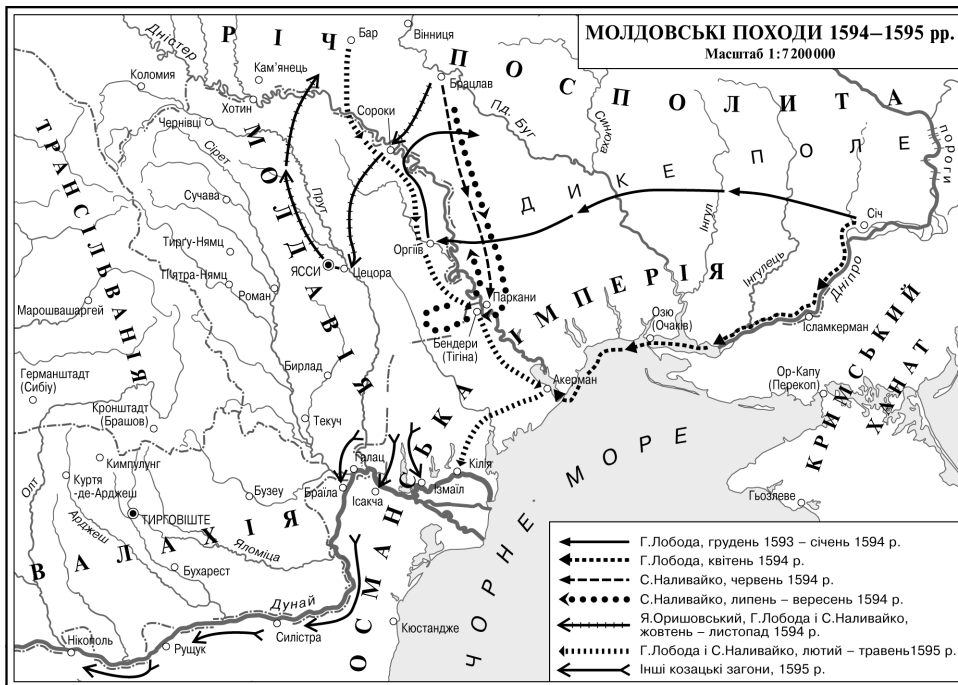 МОЛДОВСЬКІ ПОХОДИ 1594–1595 рр.
Масштаб 1:7 200 000
РІЧ ПОСПОЛИТА
Дністер
Бар
Вінниця
Коломия
Кам'янець
Хотин
Чернівці
Сороки
Брацлав
Пд. Буг
Синюха
пороги
ТРАНСІЛЬВАНІЯ
МОЛДАВІЯ
Сірет
Прут
ДИКЕ ПОЛЕ
Сучава
Інгул
Січ
Тиргу-Нямц
Оргіїв
П'ятра-Нямц
ЯССИ
Цецора
Роман
Інгулець
Дніпро
Марошвашаргей
Паркани
Бендери
(Тігіна)
Озю
(Очаків)
Ісламкерман
ОСМАНСЬКА ІМПЕРІЯ
Бирлад
Германштадт
(Сибіу)
Акерман
Ор-Капу
(Перекоп)
КРИМСЬКИЙ
ХАНАТ
Кронштадт
(Брашов)
Текуч
Олт
Кимпулунг
Куртя
-де-Арджеш
Галац
Браїла
Ісакча
Ізмаїл
Кілія
Бузеу
Гьозлеве
ТИРГОВІШТЕ
ВАЛАХІЯ
Арджеш
Яломіца
Бухарест
Дунай
Нікополь
Рущук
Силістра
Кюстандже
ЧОРНЕ МОРЕ
Г.Лобода, грудень 1593 – січень 1594 р.
Г.Лобода, квітень 1594 р.
С.Наливайко, червень 1594 р.
С.Наливайко, липень – вересень 1594 р.
Я.Оришовський, Г.Лобода і С.Наливайко,
жовтень – листопад 1594 р.
Г.Лобода і С.Наливайко, лютий – травень1595 р.
Інші козацькі загони, 1595 р.